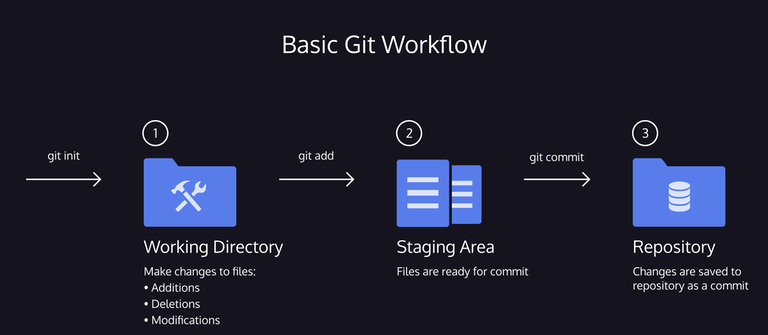 Basic Git Workflow
git init
1
git add
2
git commit
3
Working Directory
Make changes to files:
• Additions
• Deletions
• Modifications
Staging Area
Files are ready for commit
Repository
Changes are saved to
repository as a commit